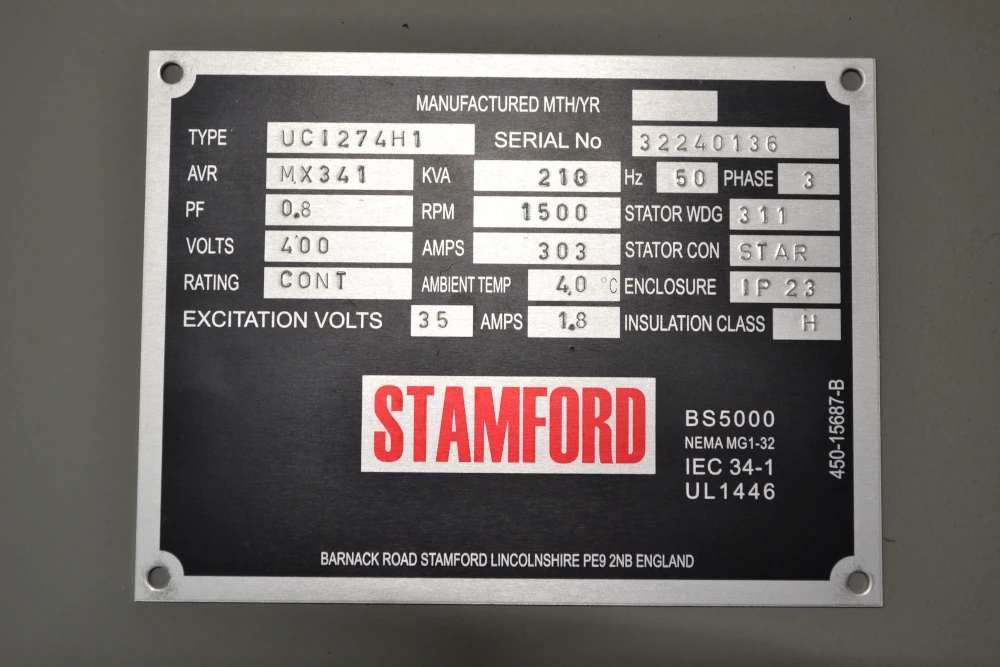 MANUFACTURED MTH/YR
TYPE UCI274H1 SERIAL No 32240136
AVR MX341 KVA 210 Hz 50 PHASE 3
PF 0.8 RPM 1500 STATOR WDG 311
VOLTS 400 AMPS 303 STATOR CON STAR
RATING CONT AMBIENT TEMP 40 °C ENCLOSURE IP23
EXCITATION VOLTS 35 AMPS 1.8 INSULATION CLASS H
STAMFORD
BS5000
NEMA MG1-32
IEC 34-1
UL1446
450-15687-B
BARNACK ROAD STAMFORD LINCOLNSHIRE PE9 2NB ENGLAND